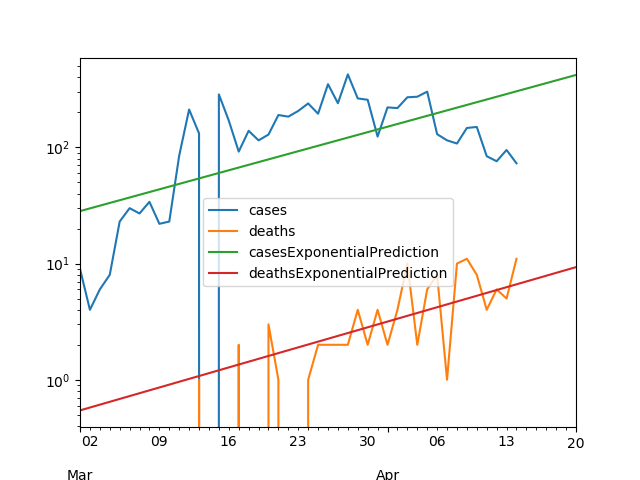 10²
10¹
10⁰
cases
deaths
casesExponentialPrediction
deathsExponentialPrediction
02 09 16 23 30 06 13 20
Mar Apr